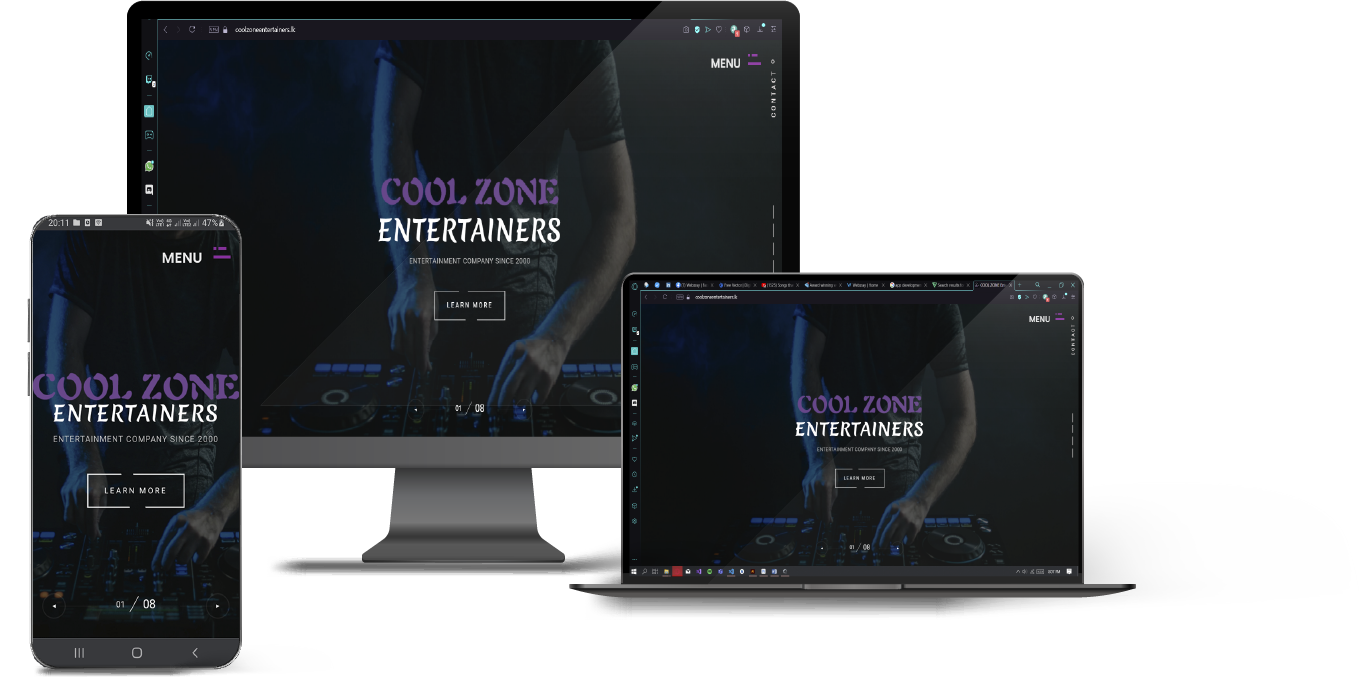 coolzoneentertainers.lk
MENU
CONTACT
COOL ZONE
ENTERTAINERS
ENTERTAINMENT COMPANY SINCE 2000
LEARN MORE
01 / 08
20:11
47%
MENU
COOL ZONE
ENTERTAINERS
ENTERTAINMENT COMPANY SINCE 2000
LEARN MORE
01 / 08
coolzoneentertainers.lk
MENU
CONTACT
COOL ZONE
ENTERTAINERS
ENTERTAINMENT COMPANY SINCE 2000
LEARN MORE
01 / 08